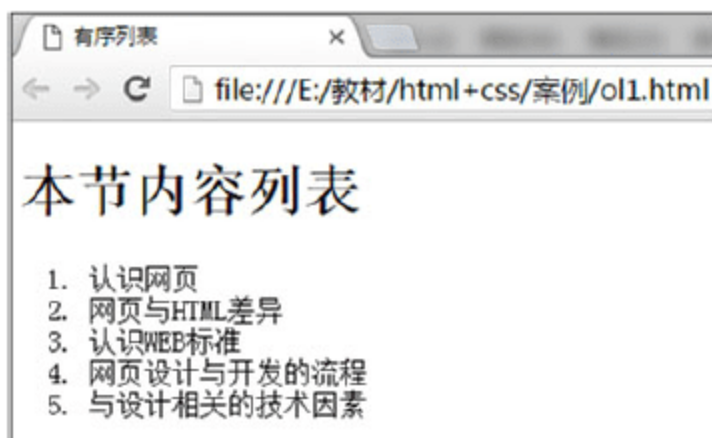 有序列表
file:///E:/教材/html+css/案例/ol1.html
本节内容列表
1. 认识网页
2. 网页与HTML差异
3. 认识WEB标准
4. 网页设计与开发的流程
5. 与设计相关的技术因素